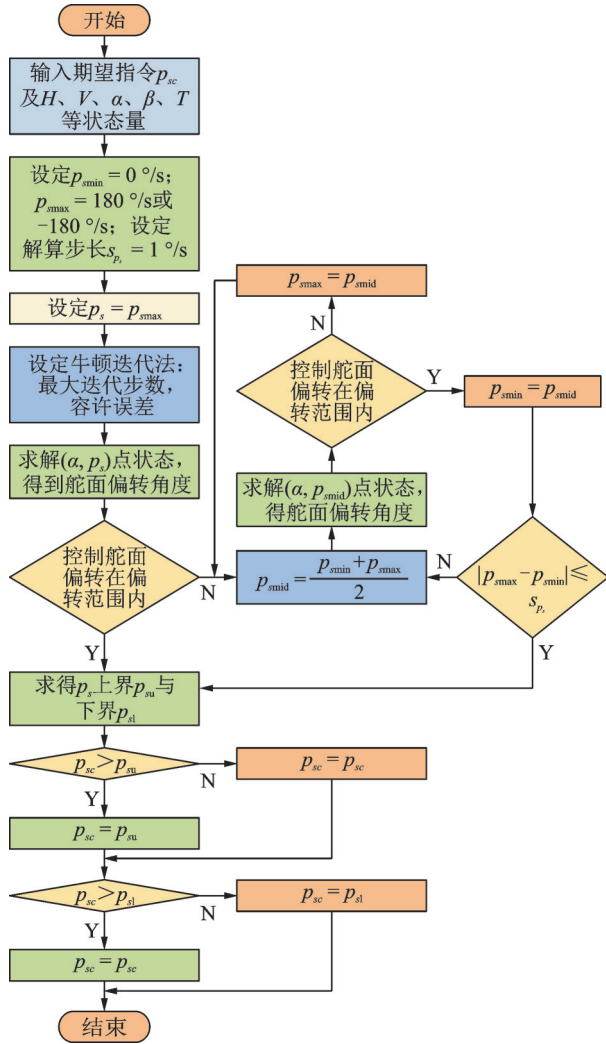 开始
输入期望指令p_sc
及H、V、α、β、T
等状态量
设定p_smin = 0 °/s；
p_smax = 180 °/s或
−180 °/s；设定
解算步长s_p_s = 1 °/s
设定p_s = p_smax
设定牛顿迭代法：
最大迭代步数，
容许误差
求解(α, p_s)点状态，
得到舵面偏转角度
控制舵面
偏转在偏
转范围内
N
Y
p_smax = p_smid
N
控制舵面
偏转在偏
转范围内
Y
p_smin = p_smid
求解(α, p_smid)点状态，
得舵面偏转角度
p_smid = (p_smin + p_smax)/2
N
|p_smax − p_smin| ≤
s_p_s
Y
求得p_s上界p_su与
下界p_sl
p_sc > p_su
N
p_sc = p_sc
Y
p_sc = p_su
p_sc > p_sl
N
p_sc = p_sl
Y
p_sc = p_sc
结束